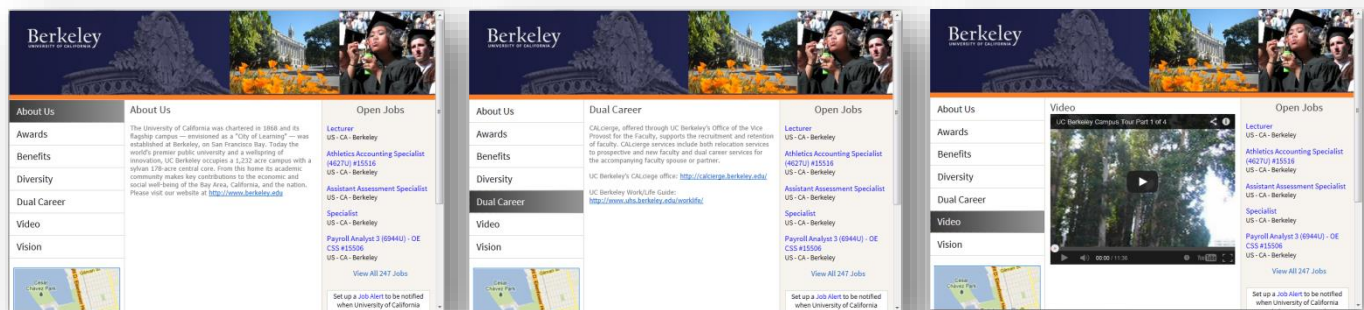 Berkeley
UNIVERSITY OF CALIFORNIA
About Us
Awards
Benefits
Diversity
Dual Career
Video
Vision
About Us
The University of California was chartered in 1868 and its
flagship campus — envisioned as a "City of Learning" — was
established at Berkeley, on San Francisco Bay. Today the
world's premier public university and a wellspring of
innovation, UC Berkeley occupies a 1,232 acre campus with a
sylvan 178-acre central core. From this home its academic
community makes key contributions to the economic and
social well-being of the Bay Area, California, and the nation.
Please visit our website at http://www.berkeley.edu
Open Jobs
Lecturer
US - CA - Berkeley
Athletics Accounting Specialist
(4627U) #15516
US - CA - Berkeley
Assistant Assessment Specialist
US - CA - Berkeley
Specialist
US - CA - Berkeley
Payroll Analyst 3 (6944U) - OE
CSS #15506
US - CA - Berkeley
View All 247 Jobs
Set up a Job Alert to be notified
when University of California
Cesar
Chavez Park
Berkeley
UNIVERSITY OF CALIFORNIA
About Us
Awards
Benefits
Diversity
Dual Career
Video
Vision
Dual Career
CALcierge, offered through UC Berkeley's Office of the Vice
Provost for the Faculty, supports the recruitment and retention
of faculty. CALcierge services include both relocation services
to prospective and new faculty and dual career services for
the accompanying faculty spouse or partner.
UC Berkeley's CALciege office: http://calcierge.berkeley.edu/
UC Berkeley Work/Life Guide:
http://www.uhs.berkeley.edu/worklife/
Open Jobs
Lecturer
US - CA - Berkeley
Athletics Accounting Specialist
(4627U) #15516
US - CA - Berkeley
Assistant Assessment Specialist
US - CA - Berkeley
Specialist
US - CA - Berkeley
Payroll Analyst 3 (6944U) - OE
CSS #15506
US - CA - Berkeley
View All 247 Jobs
Set up a Job Alert to be notified
when University of California
Cesar
Chavez Park
Berkeley
UNIVERSITY OF CALIFORNIA
About Us
Awards
Benefits
Diversity
Dual Career
Video
Vision
Video
UC Berkeley Campus Tour Part 1 of 4
00:00 / 11:36
YouTube
Open Jobs
Lecturer
US - CA - Berkeley
Athletics Accounting Specialist
(4627U) #15516
US - CA - Berkeley
Assistant Assessment Specialist
US - CA - Berkeley
Specialist
US - CA - Berkeley
Payroll Analyst 3 (6944U) - OE
CSS #15506
US - CA - Berkeley
View All 247 Jobs
Set up a Job Alert to be notified
when University of California
Cesar
Chavez Park